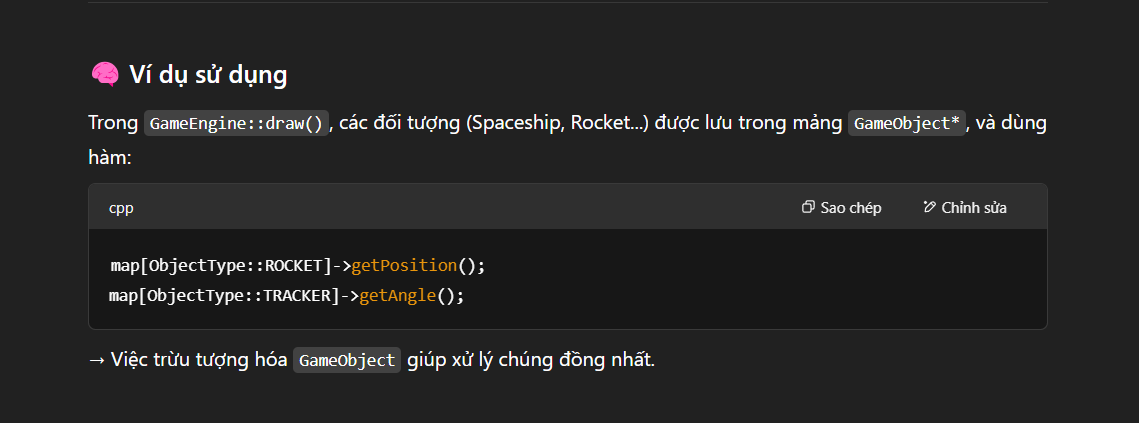 🧠 Ví dụ sử dụng
Trong GameEngine::draw(), các đối tượng (Spaceship, Rocket...) được lưu trong mảng GameObject*, và dùng
hàm:
cpp Sao chép Chỉnh sửa
map[ObjectType::ROCKET]->getPosition();
map[ObjectType::TRACKER]->getAngle();
→ Việc trừu tượng hóa GameObject giúp xử lý chúng đồng nhất.